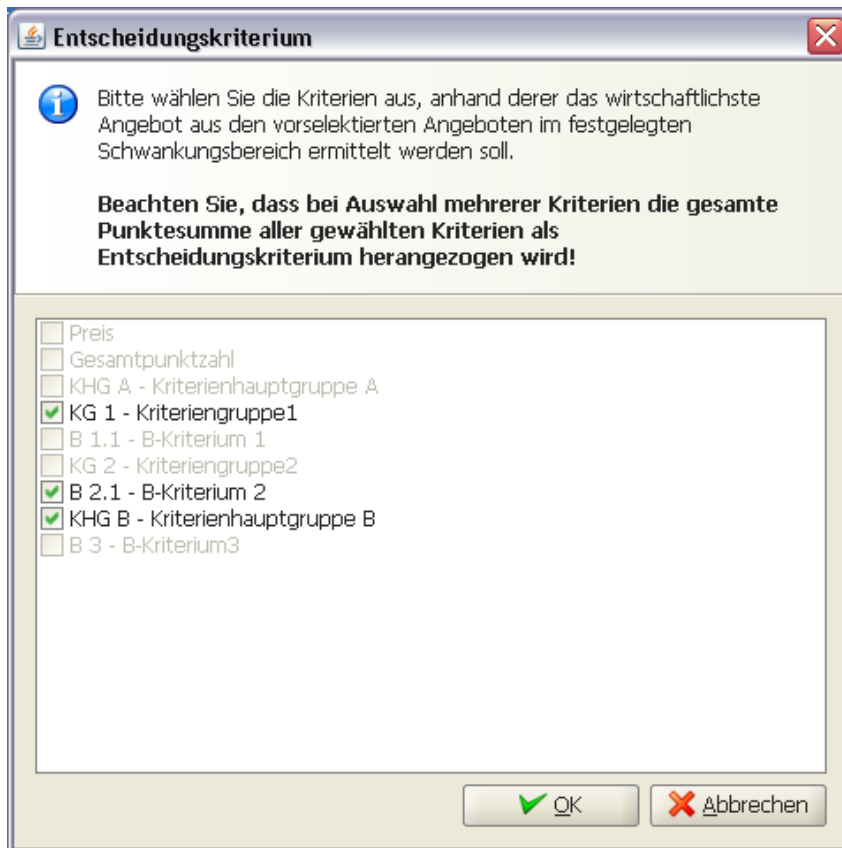 Entscheidungskriterium
Bitte wählen Sie die Kriterien aus, anhand derer das wirtschaftlichste
Angebot aus den vorselektierten Angeboten im festgelegten
Schwankungsbereich ermittelt werden soll.
Beachten Sie, dass bei Auswahl mehrerer Kriterien die gesamte
Punktesumme aller gewählten Kriterien als
Entscheidungskriterium herangezogen wird!
Preis
Gesamtpunktzahl
KHG A - Kriterienhauptgruppe A
KG 1 - Kriteriengruppe1
B 1.1 - B-Kriterium 1
KG 2 - Kriteriengruppe2
B 2.1 - B-Kriterium 2
KHG B - Kriterienhauptgruppe B
B 3 - B-Kriterium3
OK
Abbrechen